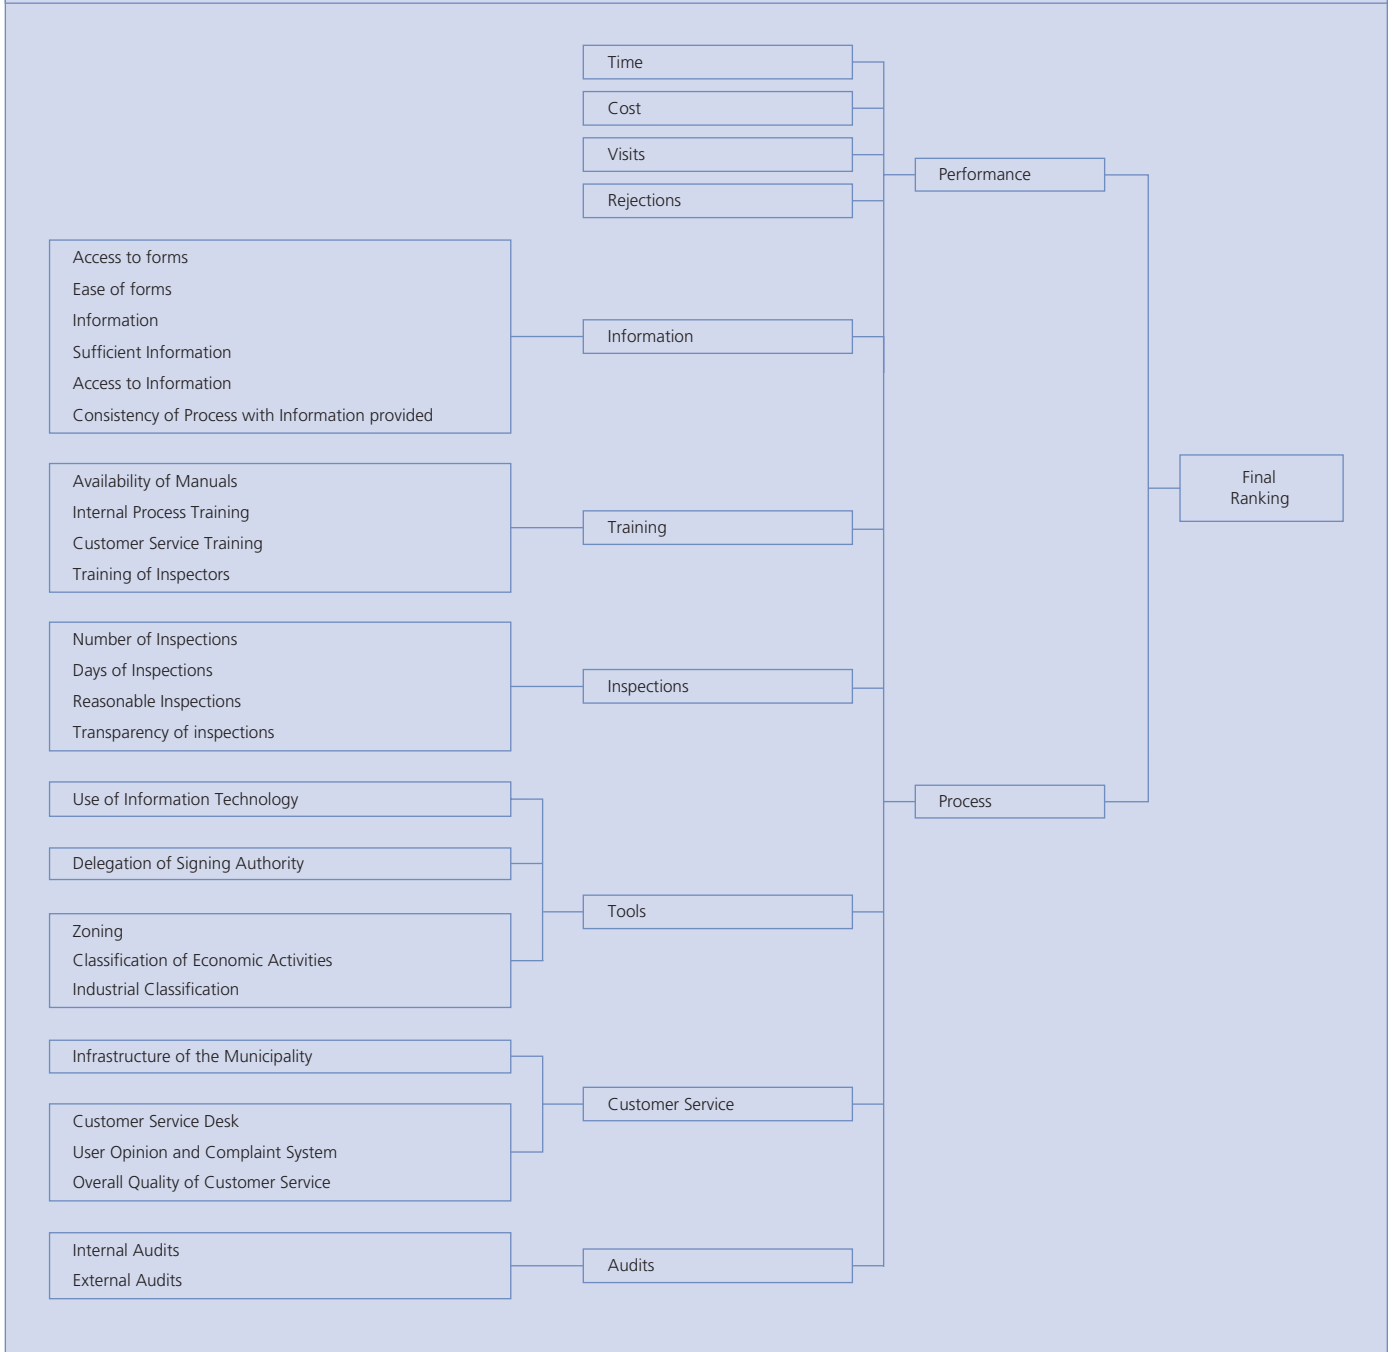 Time
Cost
Visits
Rejections
Performance
Access to forms
Ease of forms
Information
Sufficient Information
Access to Information
Consistency of Process with Information provided
Information
Availability of Manuals
Internal Process Training
Customer Service Training
Training of Inspectors
Training
Final
Ranking
Number of Inspections
Days of Inspections
Reasonable Inspections
Transparency of inspections
Inspections
Use of Information Technology
Process
Delegation of Signing Authority
Tools
Zoning
Classification of Economic Activities
Industrial Classification
Infrastructure of the Municipality
Customer Service
Customer Service Desk
User Opinion and Complaint System
Overall Quality of Customer Service
Internal Audits
External Audits
Audits